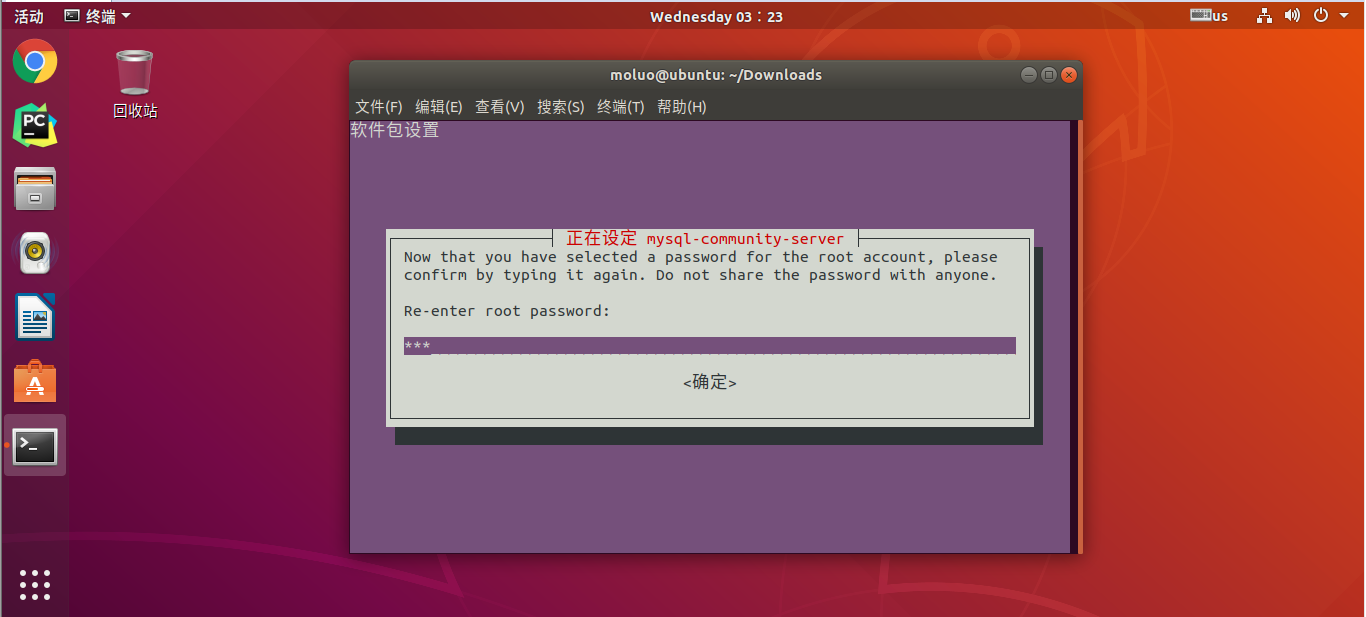 活动 终端 Wednesday 03：23 us
回收站
PC
moluo@ubuntu: ~/Downloads
文件(F) 编辑(E) 查看(V) 搜索(S) 终端(T) 帮助(H)
软件包设置
正在设定 mysql-community-server
Now that you have selected a password for the root account, please
confirm by typing it again. Do not share the password with anyone.
Re-enter root password:
***
<确定>